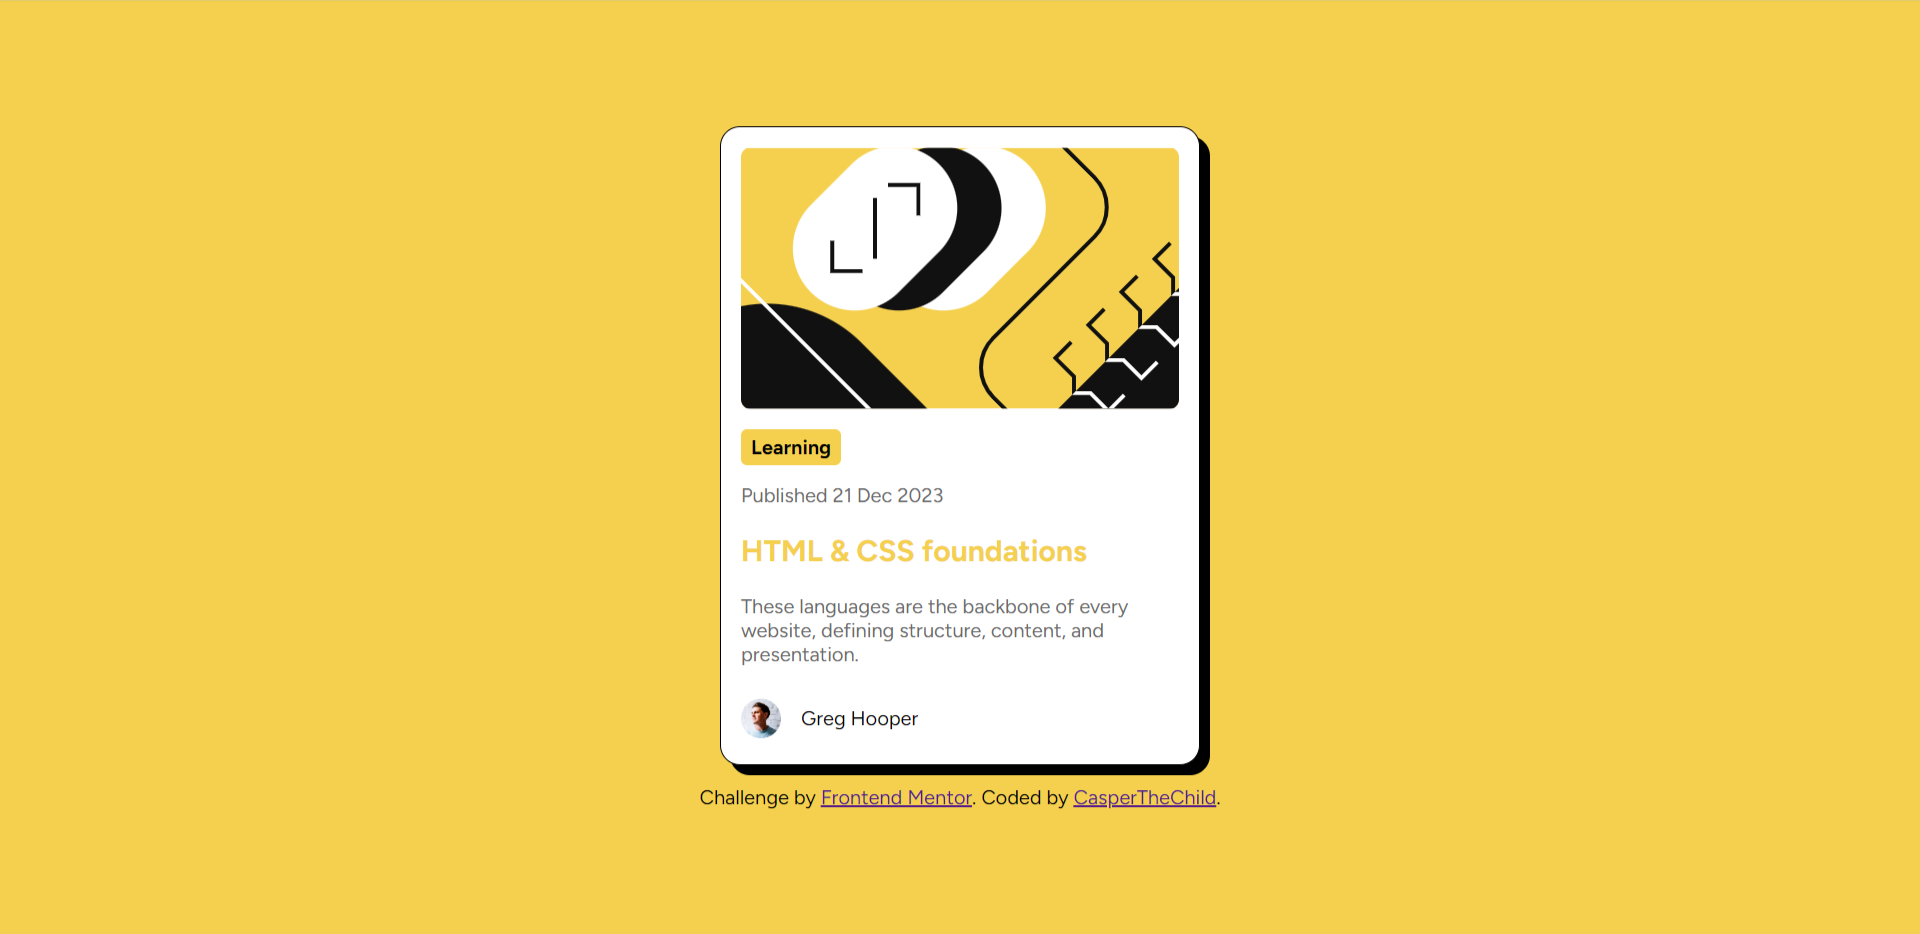 Learning
Published 21 Dec 2023
HTML & CSS foundations
These languages are the backbone of every
website, defining structure, content, and
presentation.
Greg Hooper
Challenge by Frontend Mentor. Coded by CasperTheChild.